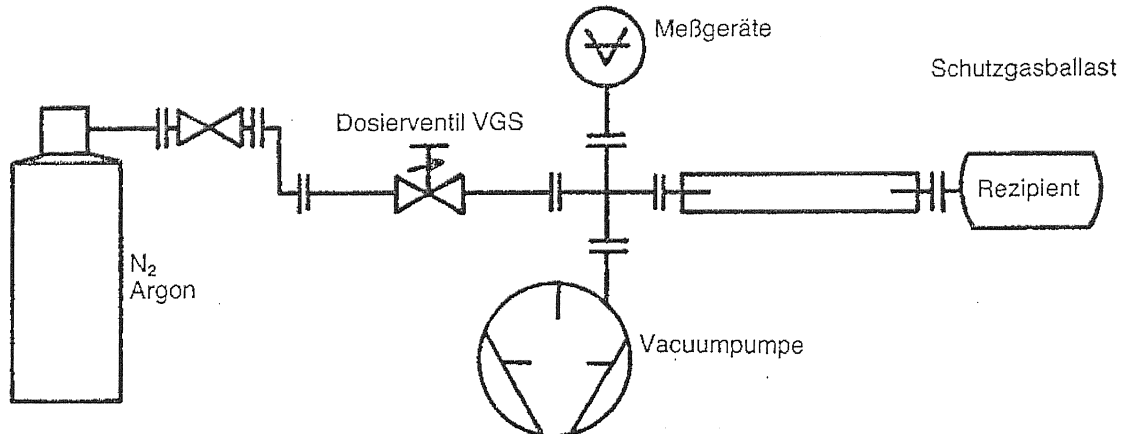 Meßgeräte
Schutzgasballast
Dosierventil VGS
Rezipient
N₂
Argon
Vacuumpumpe